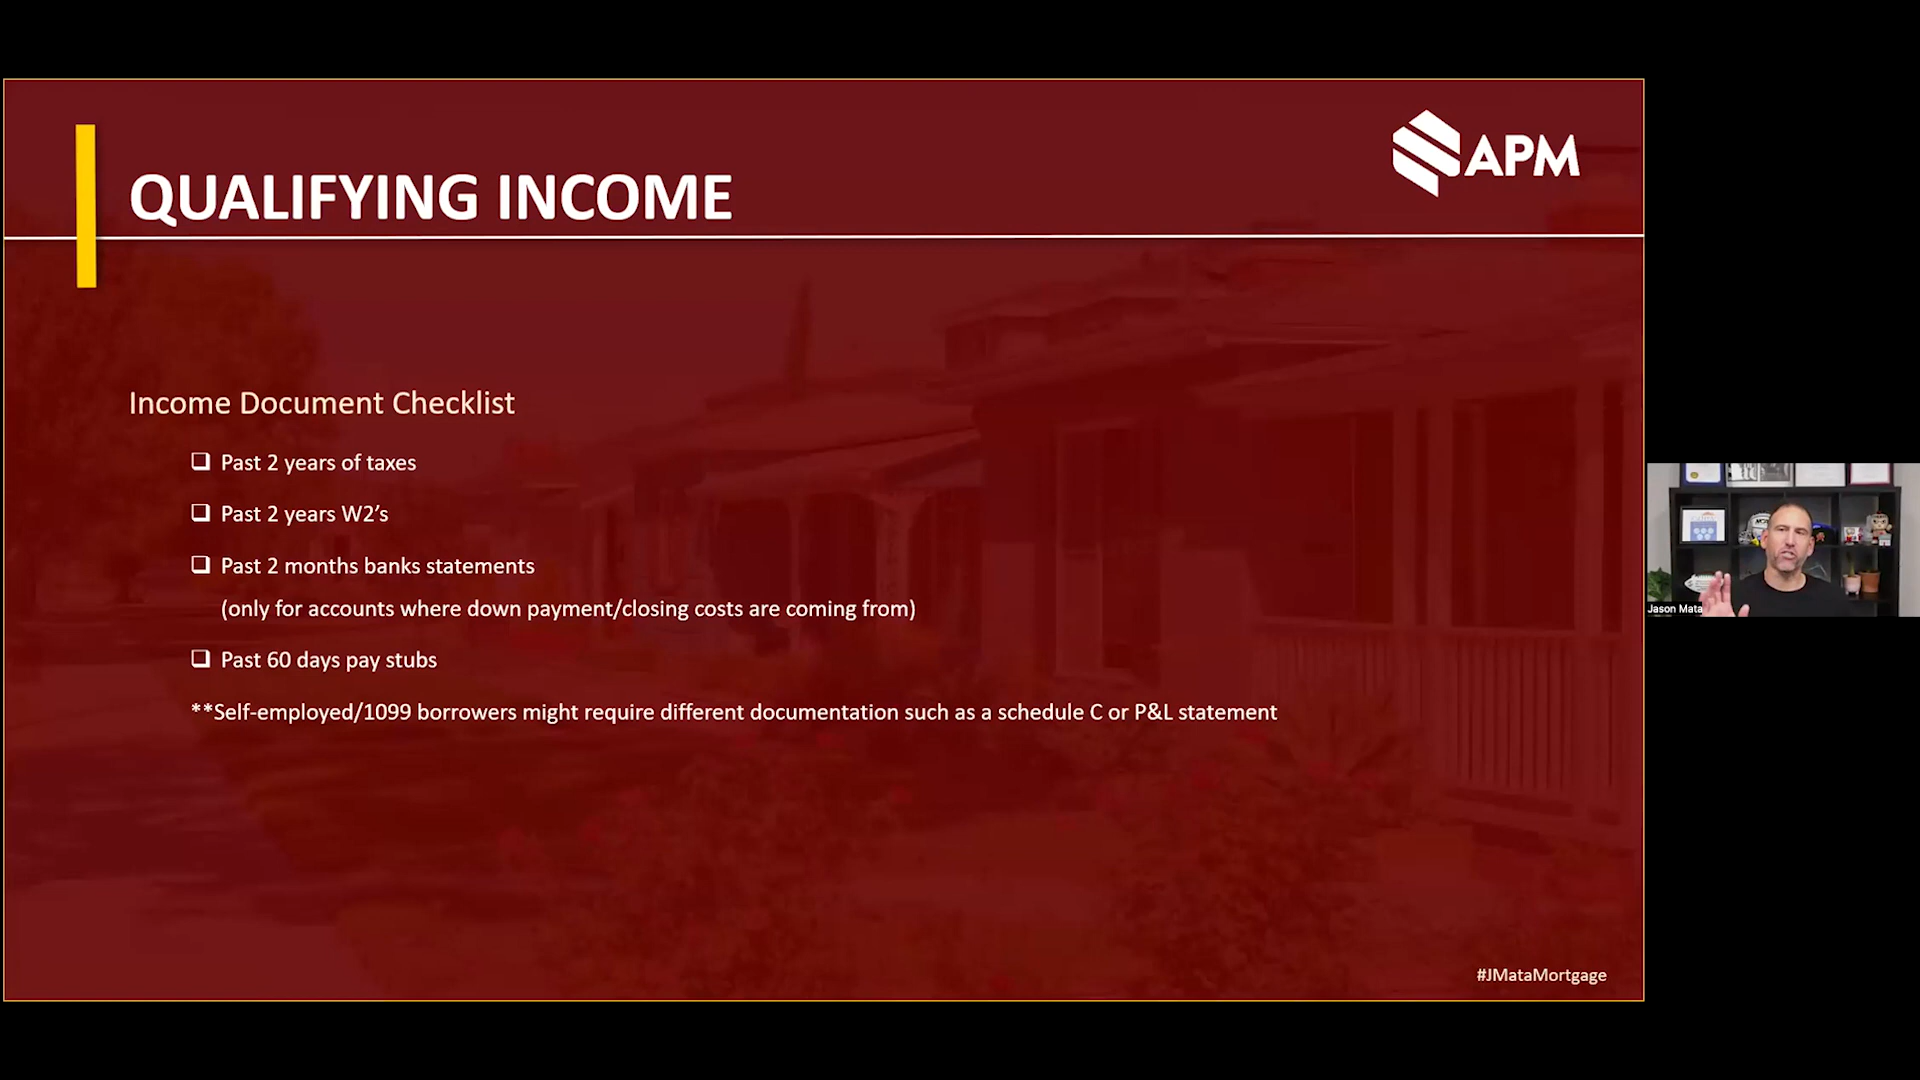 QUALIFYING INCOME
APM
Income Document Checklist
Past 2 years of taxes
Past 2 years W2’s
Past 2 months banks statements
(only for accounts where down payment/closing costs are coming from)
Past 60 days pay stubs
**Self-employed/1099 borrowers might require different documentation such as a schedule C or P&L statement
#JMataMortgage
Jason Mata